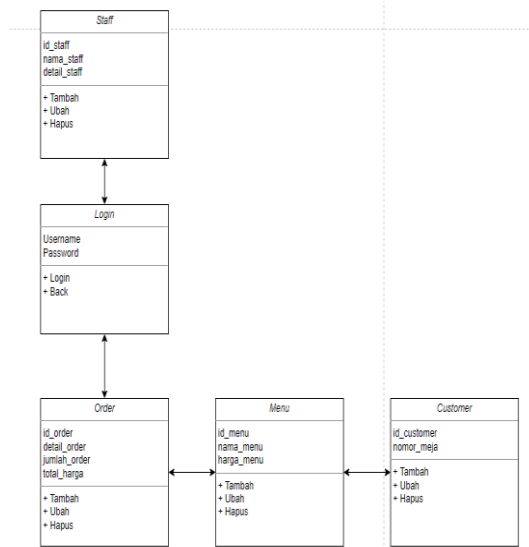 Staff
id_staff
nama_staff
detail_staff
+ Tambah
+ Ubah
+ Hapus
Login
Username
Password
+ Login
+ Back
Order
id_order
detail_order
jumlah_order
total_harga
+ Tambah
+ Ubah
+ Hapus
Menu
id_menu
nama_menu
harga_menu
+ Tambah
+ Ubah
+ Hapus
Customer
id_customer
nomor_meja
+ Tambah
+ Ubah
+ Hapus